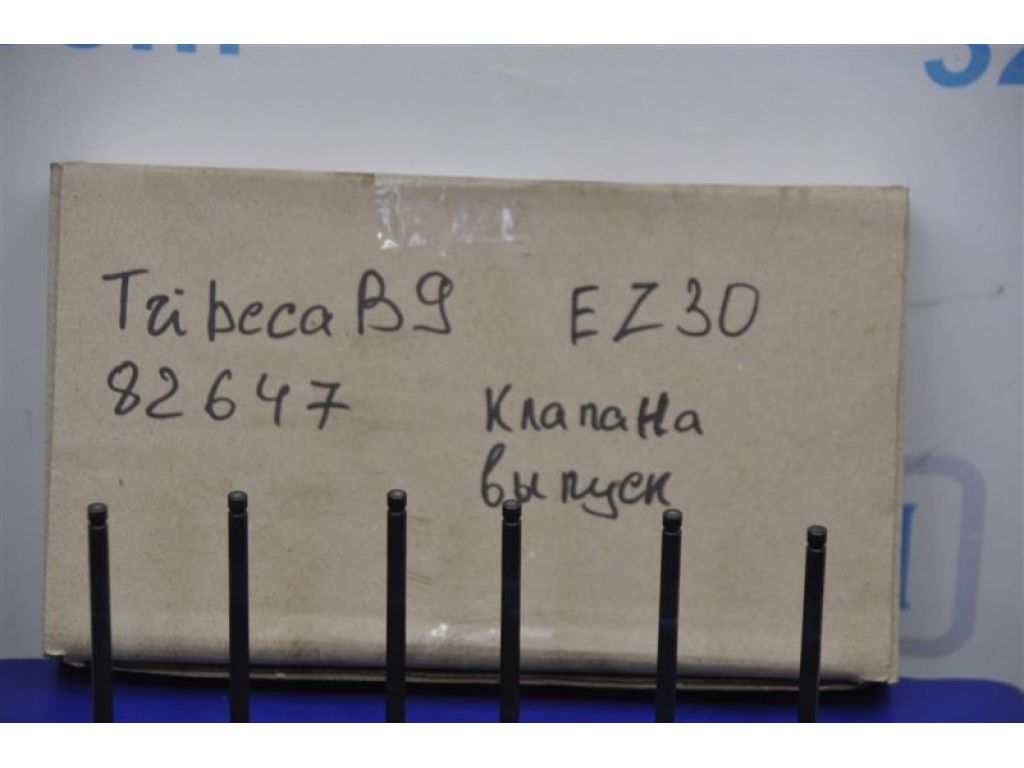 Tribeca B9 EZ30
82647 Клапана
выпуск